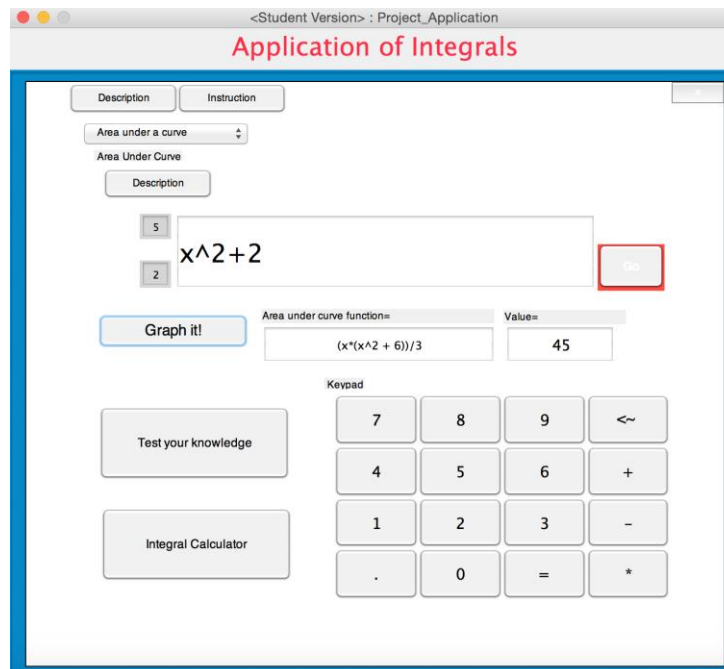 <Student Version> : Project_Application
Application of Integrals
Description Instruction
Area under a curve
Area Under Curve
Description
5
x^2+2
2
Go
Graph it!
Area under curve function= Value=
(x*(x^2 + 6))/3 45
Keypad
7 8 9 <~
Test your knowledge
4 5 6 +
1 2 3 -
Integral Calculator
. 0 = *